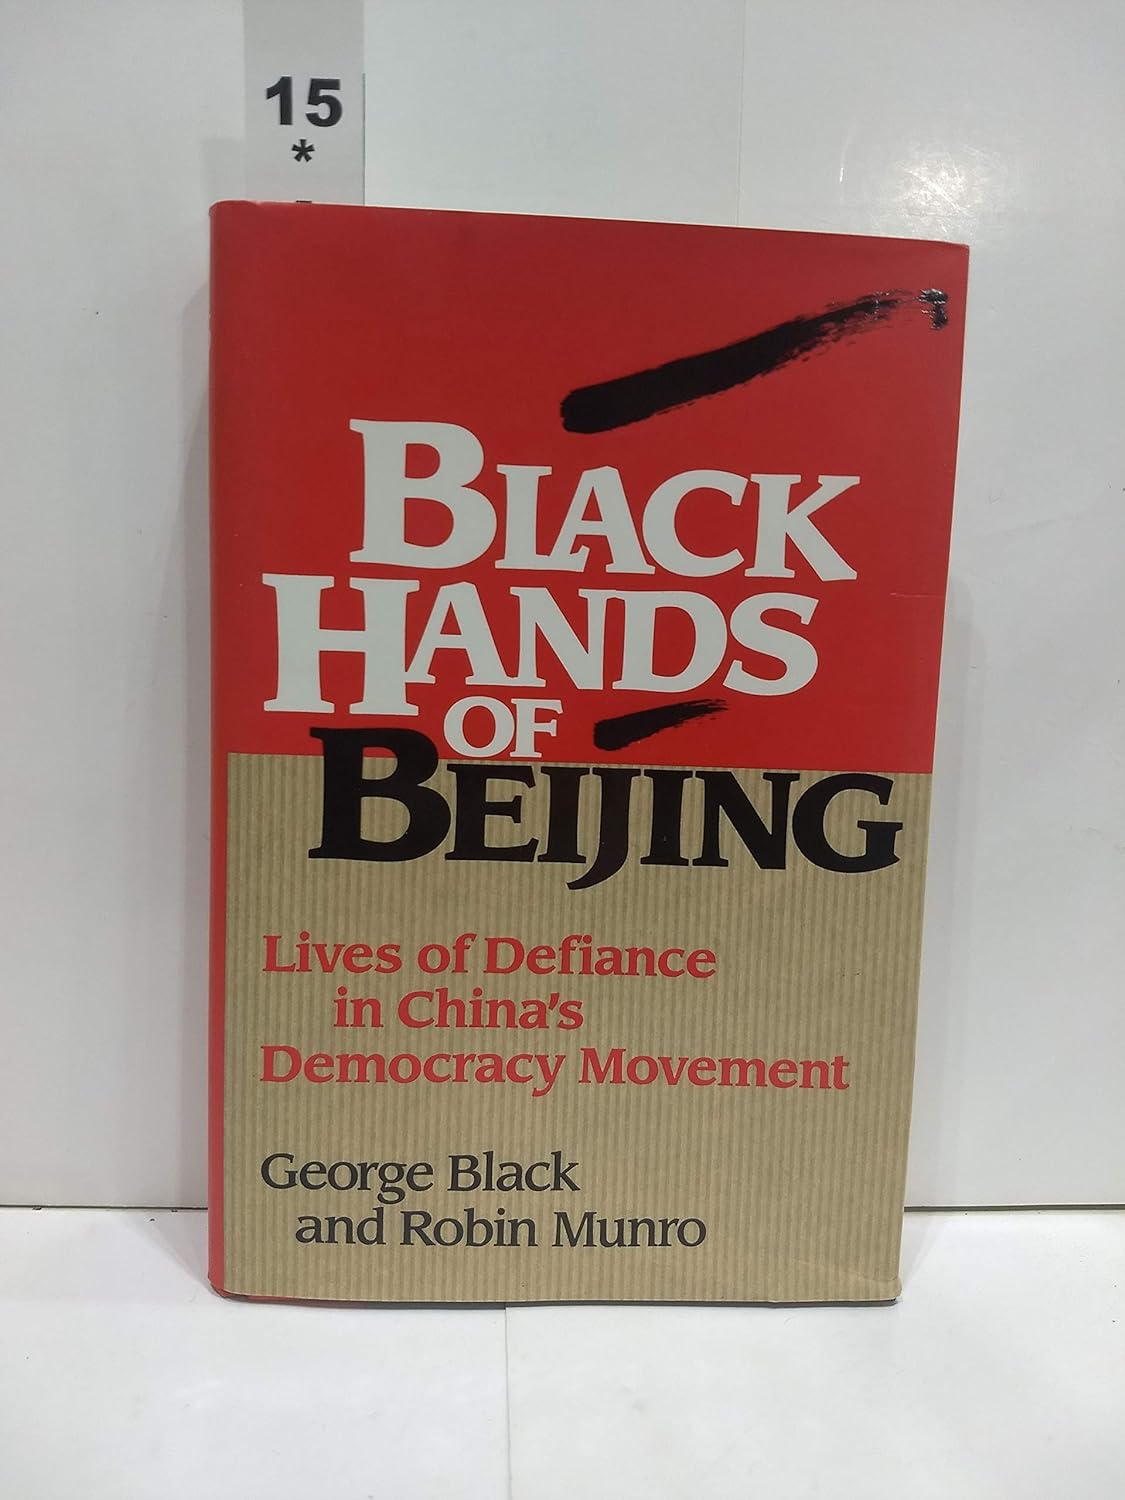 15
*
BLACK
HANDS
OF
BEIJING
Lives of Defiance
in China's
Democracy Movement
George Black
and Robin Munro